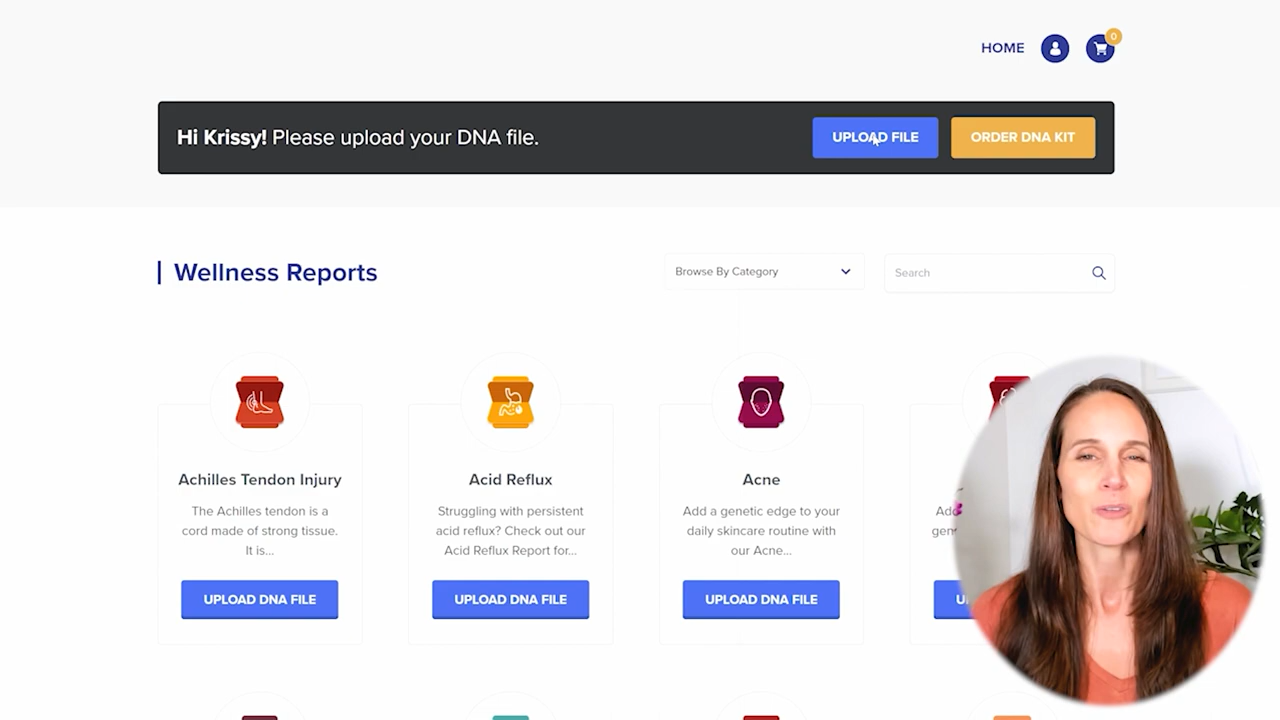 HOME
0
Hi Krissy! Please upload your DNA file.
UPLOAD FILE
ORDER DNA KIT
Wellness Reports
Browse By Category
Search
Achilles Tendon Injury
The Achilles tendon is a
cord made of strong tissue.
It is...
UPLOAD DNA FILE
Acid Reflux
Struggling with persistent
acid reflux? Check out our
Acid Reflux Report for...
UPLOAD DNA FILE
Acne
Add a genetic edge to your
daily skincare routine with
our Acne...
UPLOAD DNA FILE